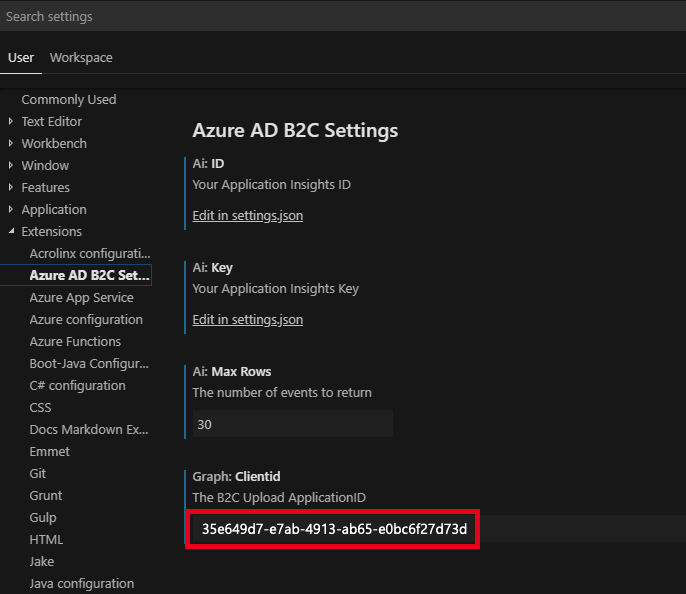 Search settings
User Workspace
Commonly Used
Text Editor
Workbench
Window
Features
Application
Extensions
Acrolinx configurati...
Azure AD B2C Set...
Azure App Service
Azure configuration
Azure Functions
Boot-Java Configur...
C# configuration
CSS
Docs Markdown Ex...
Emmet
Git
Grunt
Gulp
HTML
Jake
Java configuration
Azure AD B2C Settings
Ai: ID
Your Application Insights ID
Edit in settings.json
Ai: Key
Your Application Insights Key
Edit in settings.json
Ai: Max Rows
The number of events to return
30
Graph: Clientid
The B2C Upload ApplicationID
35e649d7-e7ab-4913-ab65-e0bc6f27d73d